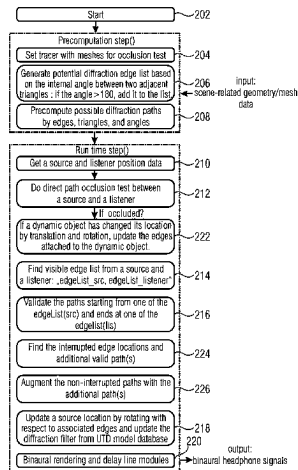 Start
202
Precomputation step()
Set tracer with meshes for occlusion test
204
Generate potential diffraction edge list based
on the internal angle between two adjacent
triangles : if the angle >180, add it to the list
206
input:
scene-related geometry/mesh
data
Precompute possible diffraction paths
by edges, triangles, and angles
208
Run time step()
Get a source and listener position data
210
Do direct path occlusion test between
a source and a listener
212
If occluded?
If a dynamic object has changed its location
by translation and rotation, update the edges
attached to the dynamic object.
222
Find visible edge list from a source and
a listener: „edgeList_src, edgeList_listener"
214
Validate the paths starting from one of the
edgeList(src) and ends at one of the
edgelist(lis)
216
Find the interrupted edge locations and
additional valid path(s)
224
Augment the non-interrupted paths with the
additional path(s)
226
Update a source location by rotating with
respect to associated edges and update the
diffraction filter from UTD model database
218
220
Binaural rendering and delay line modules
output:
binaural headphone signals